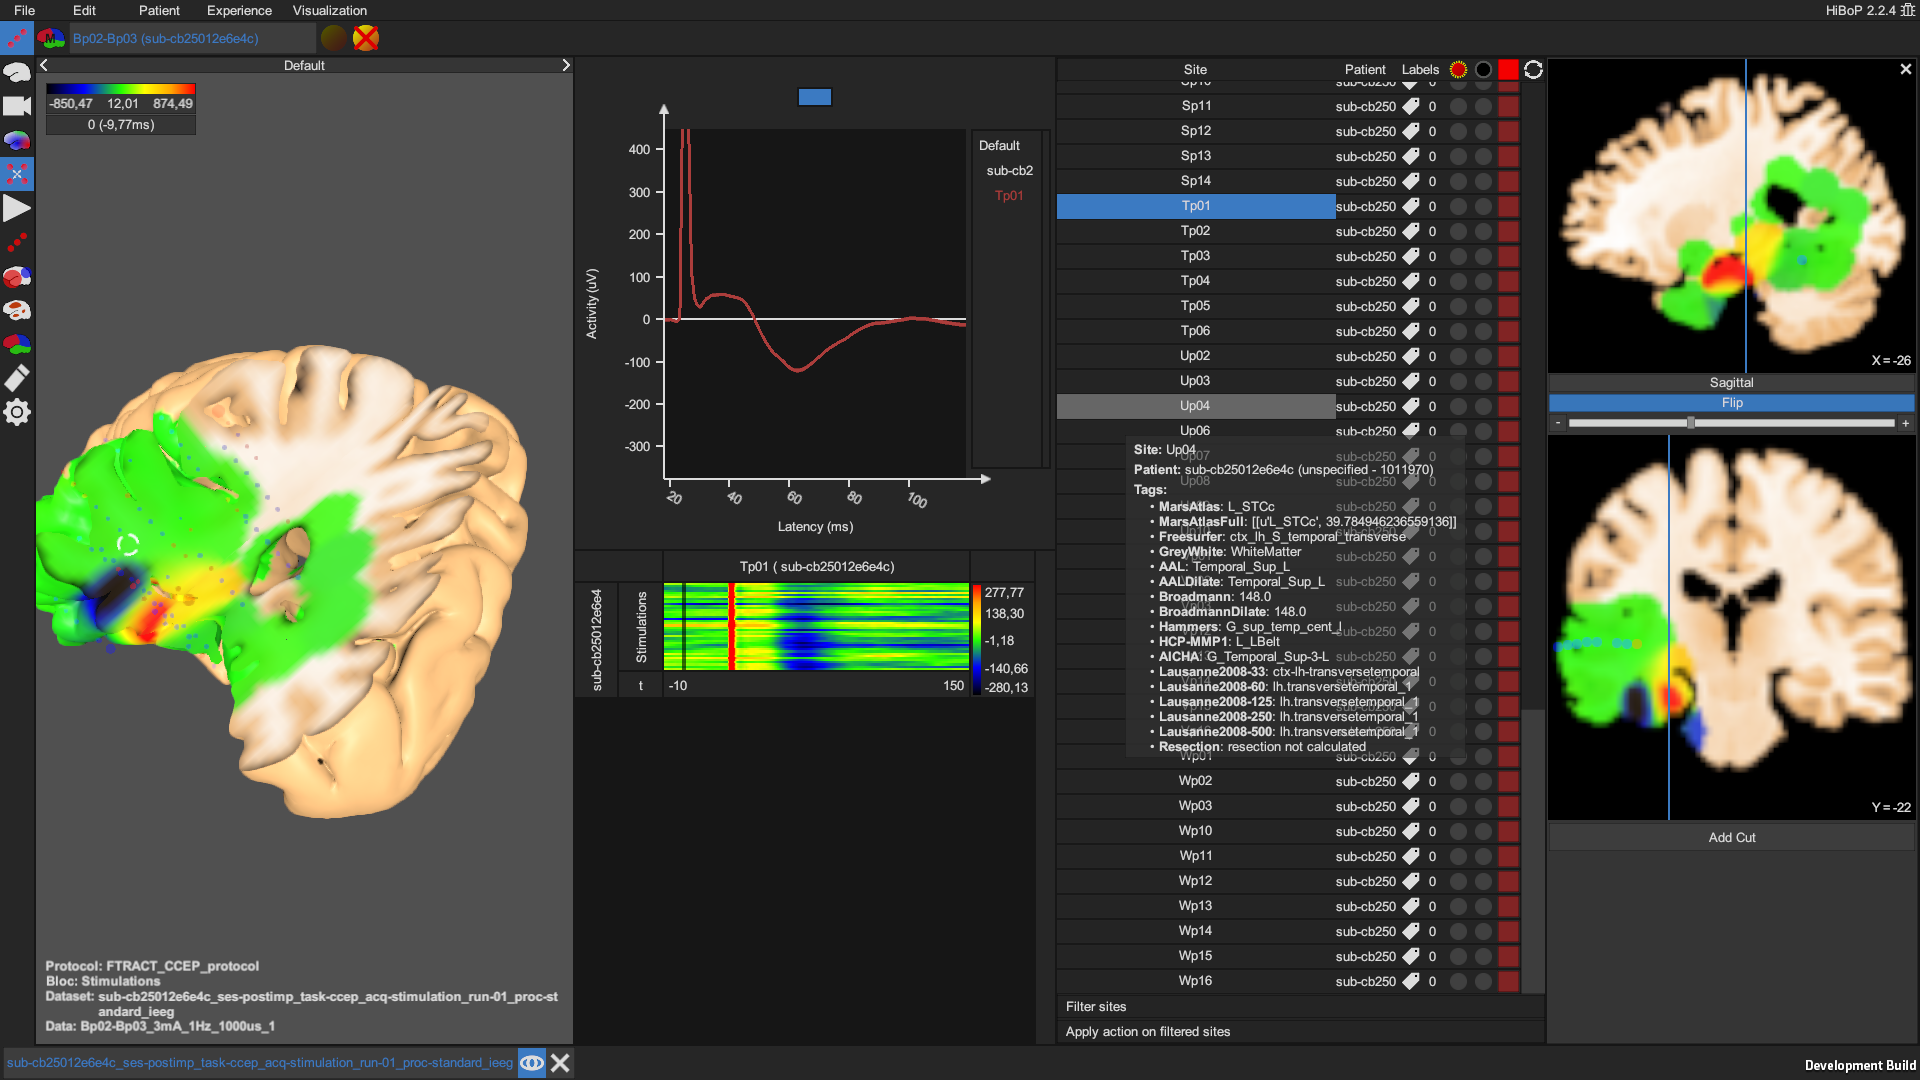 File Edit Patient Experience Visualization HiBoP 2.2.4
Bp02-Bp03 (sub-cb25012e6e4c)
Default
-850,47 12,01 874,49
0 (-9,77ms)
Protocol: FTRACT_CCEP_protocol
Bloc: Stimulations
Dataset: sub-cb25012e6e4c_ses-postimp_task-ccep_acq-stimulation_run-01_proc-st
andard_ieeg
Data: Bp02-Bp03_3mA_1Hz_1000us_1
sub-cb25012e6e4c_ses-postimp_task-ccep_acq-stimulation_run-01_proc-standard_ieeg
400
300
200
100
0
-100
-200
-300
Activity (uV)
20 40 60 80 100
Latency (ms)
Default
sub-cb2
Tp01
Tp01 ( sub-cb25012e6e4c)
sub-cb25012e6e4
Stimulations
t -10 150
277,77
138,30
-1,18
-140,66
-280,13
Site Patient Labels
Sp10 sub-cb250 0
Sp11 sub-cb250 0
Sp12 sub-cb250 0
Sp13 sub-cb250 0
Sp14 sub-cb250 0
Tp01 sub-cb250 0
Tp02 sub-cb250 0
Tp03 sub-cb250 0
Tp04 sub-cb250 0
Tp05 sub-cb250 0
Tp06 sub-cb250 0
Up02 sub-cb250 0
Up03 sub-cb250 0
Up04 sub-cb250 0
Up06 sub-cb250 0
Site: Up04
Patient: sub-cb25012e6e4c (unspecified - 1011970)
Tags:
• MarsAtlas: L_STCc
• MarsAtlasFull: [[u'L_STCc', 39.784946236559136]]
• Freesurfer: ctx_lh_S_temporal_transverse
• GreyWhite: WhiteMatter
• AAL: Temporal_Sup_L
• AALDilate: Temporal_Sup_L
• Broadmann: 148.0
• BroadmannDilate: 148.0
• Hammers: G_sup_temp_cent_l
• HCP-MMP1: L_LBelt
• AICHA: G_Temporal_Sup-3-L
• Lausanne2008-33: ctx-lh-transversetemporal
• Lausanne2008-60: lh.transversetemporal_1
• Lausanne2008-125: lh.transversetemporal_1
• Lausanne2008-250: lh.transversetemporal_1
• Lausanne2008-500: lh.transversetemporal_1
• Resection: resection not calculated
Wp01 sub-cb250 0
Wp02 sub-cb250 0
Wp03 sub-cb250 0
Wp10 sub-cb250 0
Wp11 sub-cb250 0
Wp12 sub-cb250 0
Wp13 sub-cb250 0
Wp14 sub-cb250 0
Wp15 sub-cb250 0
Wp16 sub-cb250 0
Filter sites
Apply action on filtered sites
X = -26
Sagittal
Flip
- +
Y = -22
Add Cut
Development Build